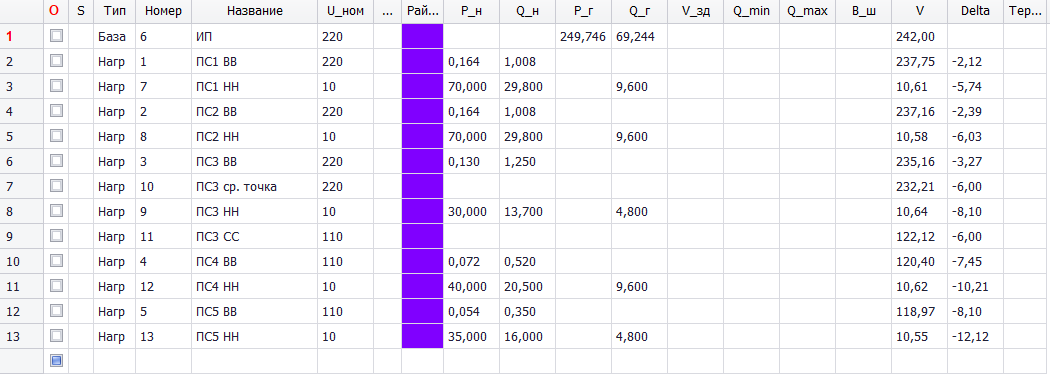 O S Тип Номер Название U_ном ... Рай... P_н Q_н P_г Q_г V_зд Q_min Q_max B_ш V Delta Тер...
1 База 6 ИП 220 249,746 69,244 242,00
2 Нагр 1 ПС1 ВВ 220 0,164 1,008 237,75 -2,12
3 Нагр 7 ПС1 НН 10 70,000 29,800 9,600 10,61 -5,74
4 Нагр 2 ПС2 ВВ 220 0,164 1,008 237,16 -2,39
5 Нагр 8 ПС2 НН 10 70,000 29,800 9,600 10,58 -6,03
6 Нагр 3 ПС3 ВВ 220 0,130 1,250 235,16 -3,27
7 Нагр 10 ПС3 ср. точка 220 232,21 -6,00
8 Нагр 9 ПС3 НН 10 30,000 13,700 4,800 10,64 -8,10
9 Нагр 11 ПС3 СС 110 122,12 -6,00
10 Нагр 4 ПС4 ВВ 110 0,072 0,520 120,40 -7,45
11 Нагр 12 ПС4 НН 10 40,000 20,500 9,600 10,62 -10,21
12 Нагр 5 ПС5 ВВ 110 0,054 0,350 118,97 -8,10
13 Нагр 13 ПС5 НН 10 35,000 16,000 4,800 10,55 -12,12